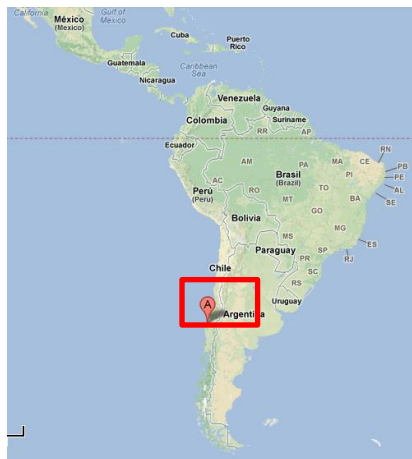 California
Gulf of
Mexico
México
(Mexico)
Cuba
Puerto
Rico
Guatemala
Caribbean
Sea
Nicaragua
Venezuela
Guyana
Suriname
Colombia
RR
AP
Ecuador
RN
AM
PA
MA
CE
PB
PI
PE
AC
Brasil
(Brazil)
AL
Perú
(Peru)
RO
TO
BA
SE
MT
GO
Bolivia
MG
MS
ES
Paraguay
SP
RJ
PR
Chile
SC
RS
A
Uruguay
Argentina